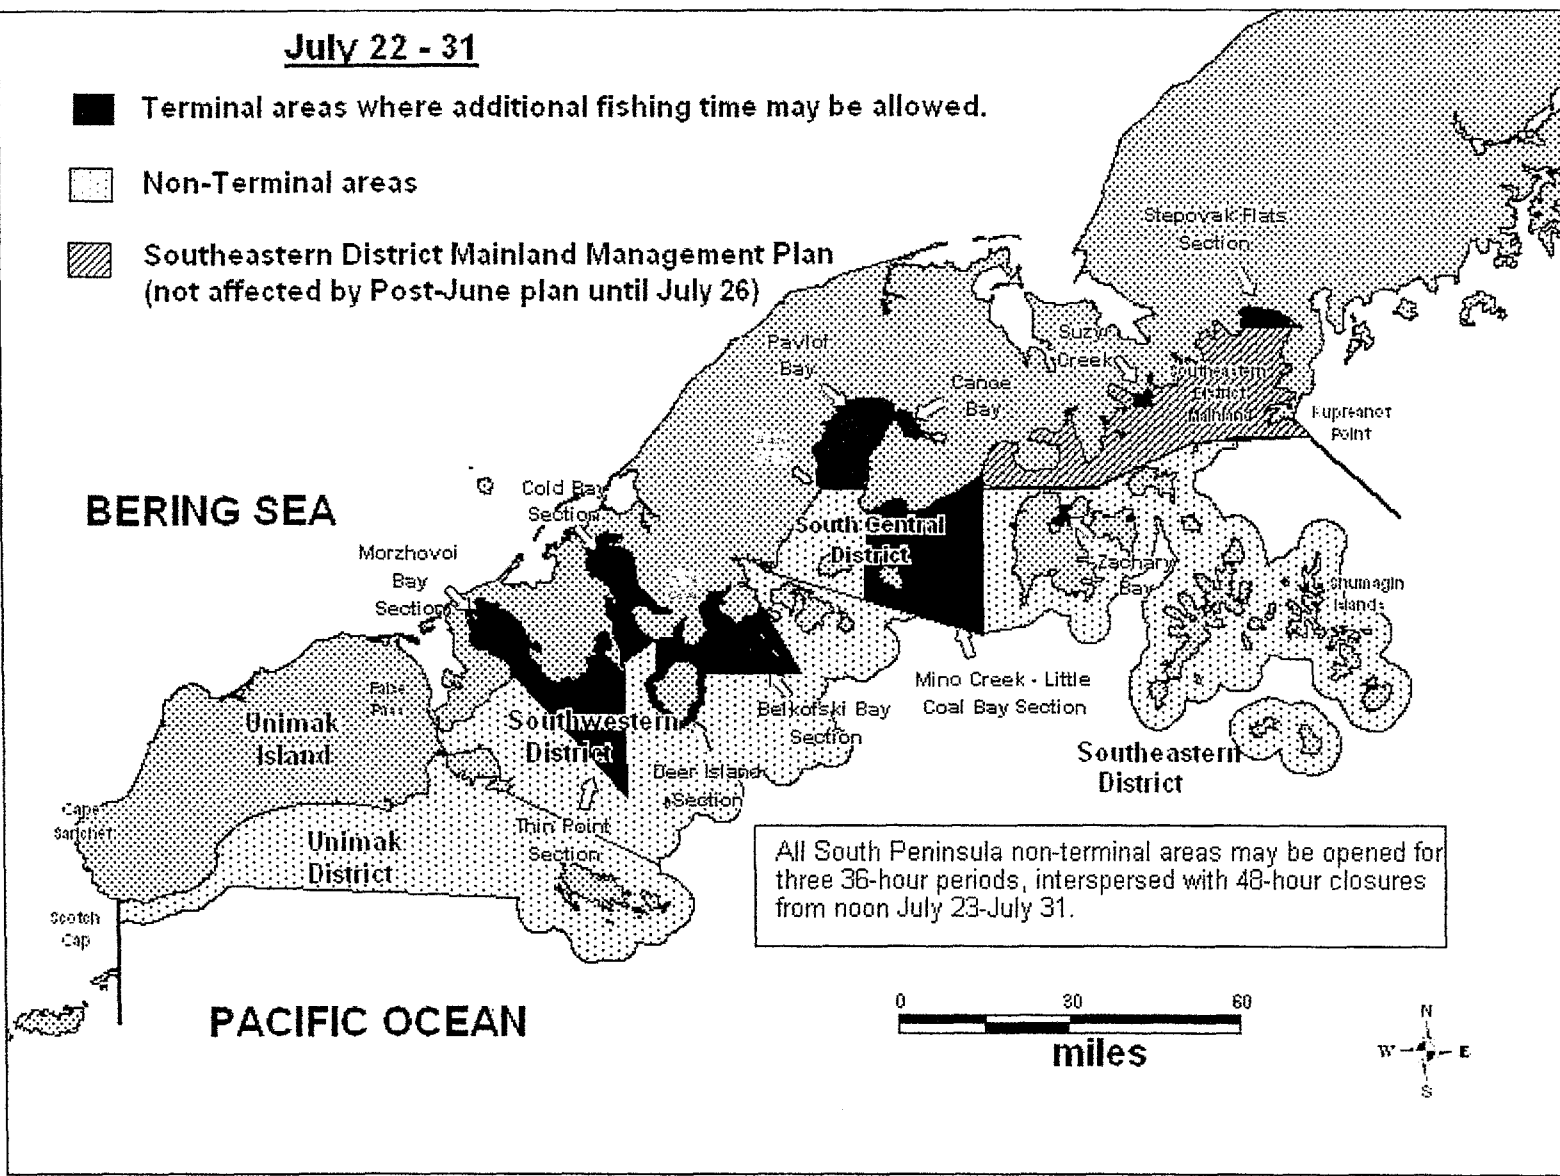 July 22 - 31
Terminal areas where additional fishing time may be allowed.
Non-Terminal areas
Southeastern District Mainland Management Plan
(not affected by Post-June plan until July 26)
Stepovak Flats
Section
Suzy
Creek
Pavlof
Bay
Canoe
Bay
Southeastern
District
Mainland
Kupreanof
Point
Cold Bay
Section
BERING SEA
Morzhovoi
Bay
Section
South Central
District
Zachary
Bay
Shumagin
Islands
False
Pass
Unimak
Island
Southwestern
District
Belkofski Bay
Section
Mino Creek - Little
Coal Bay Section
Southeastern
District
Deer Island
Section
Cape
Sarichef
Unimak
District
Thin Point
Section
Scotch
Cap
All South Peninsula non-terminal areas may be opened for
three 36-hour periods, interspersed with 48-hour closures
from noon July 23-July 31.
PACIFIC OCEAN
0 30 60
miles
N
W E
S